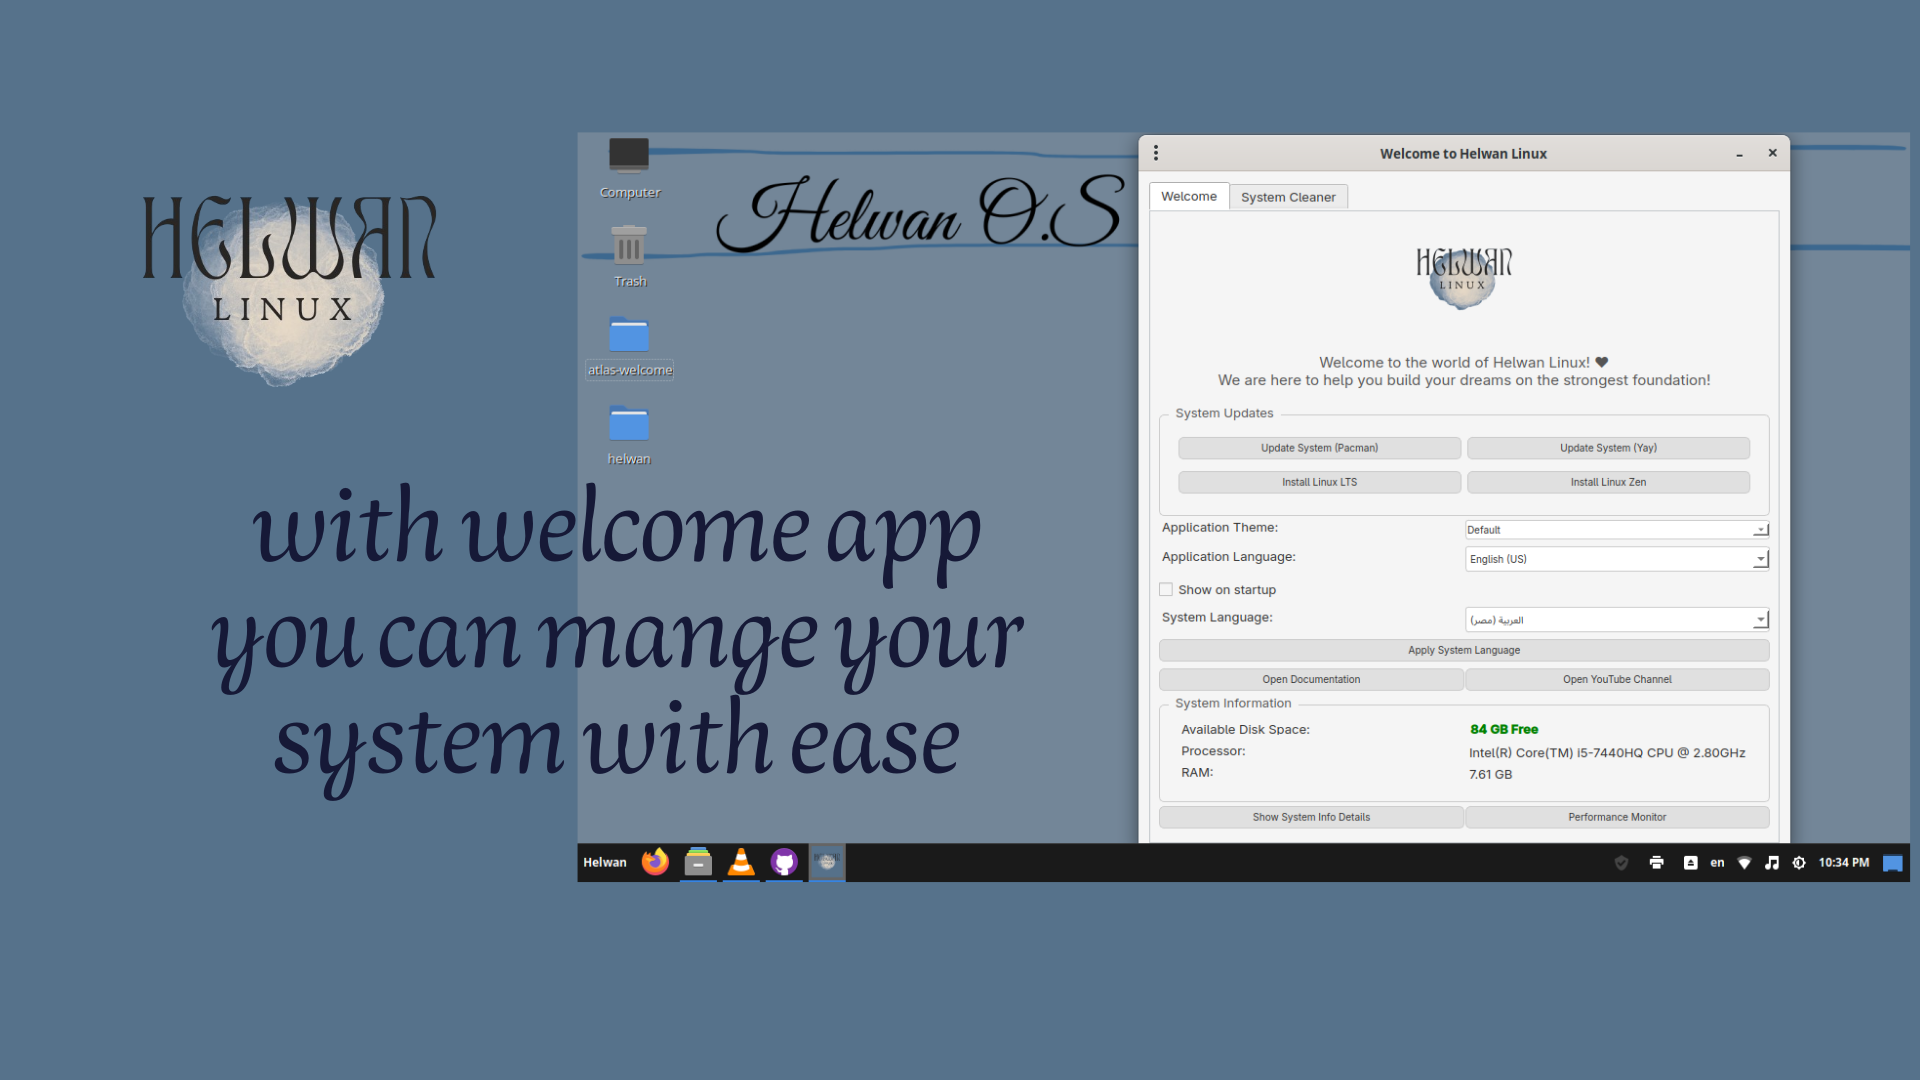 HELWAN
LINUX
with welcome app
you can mange your
system with ease
Computer
Trash
atlas-welcome
helwan
Helwan O.S
Welcome to Helwan Linux
Welcome
System Cleaner
HELWAN
LINUX
Welcome to the world of Helwan Linux! ♥
We are here to help you build your dreams on the strongest foundation!
System Updates
Update System (Pacman)
Update System (Yay)
Install Linux LTS
Install Linux Zen
Application Theme:
Default
Application Language:
English (US)
Show on startup
System Language:
العربية (مصر)
Apply System Language
Open Documentation
Open YouTube Channel
System Information
Available Disk Space:
84 GB Free
Processor:
Intel(R) Core(TM) i5-7440HQ CPU @ 2.80GHz
RAM:
7.61 GB
Show System Info Details
Performance Monitor
Helwan
en
10:34 PM